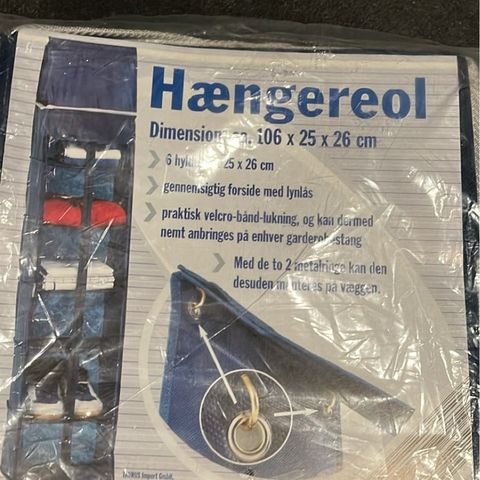 Hængereol
Dimension ca. 106 x 25 x 26 cm
6 25 x 26 cm
gennemsigtig forside med lynlås
praktisk velcro-bånd-lukning, og kan dermed
nemt anbringes på enhver garderobestang
Med de to 2 metalringe kan den
desuden monteres på væggen.
Import GmbH,